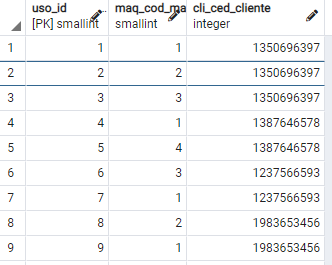 uso_id maq_cod_ma cli_ced_cliente
[PK] smallint smallint integer
1 1 1 1350696397
2 2 2 1350696397
3 3 3 1350696397
4 4 1 1387646578
5 5 4 1387646578
6 6 3 1237566593
7 7 1 1237566593
8 8 2 1983653456
9 9 1 1983653456